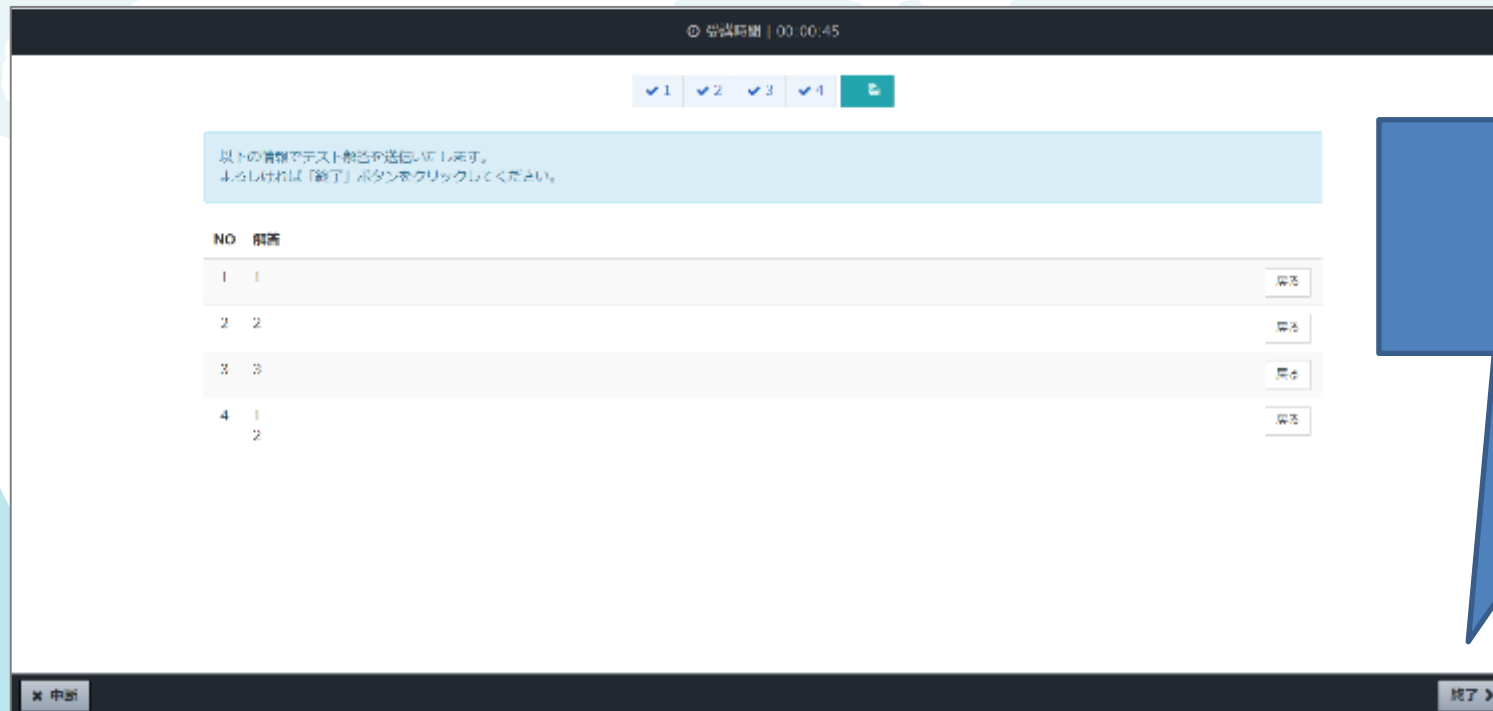 受講時間 | 00:00:45
1 2 3 4
以下の情報でテスト解答を送信いたします。
よろしければ「終了」ボタンをクリックしてください。
NO 解答
1 1 戻る
2 2 戻る
3 3 戻る
4 1 戻る
2
中断
終了